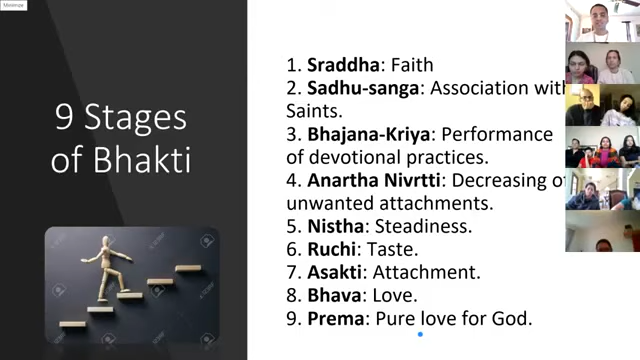 9 Stages
of Bhakti
1. Sraddha: Faith
2. Sadhu-sanga: Association with
Saints.
3. Bhajana-Kriya: Performance
of devotional practices.
4. Anartha Nivrtti: Decreasing of
unwanted attachments.
5. Nistha: Steadiness.
6. Ruchi: Taste.
7. Asakti: Attachment.
8. Bhava: Love.
9. Prema: Pure love for God.